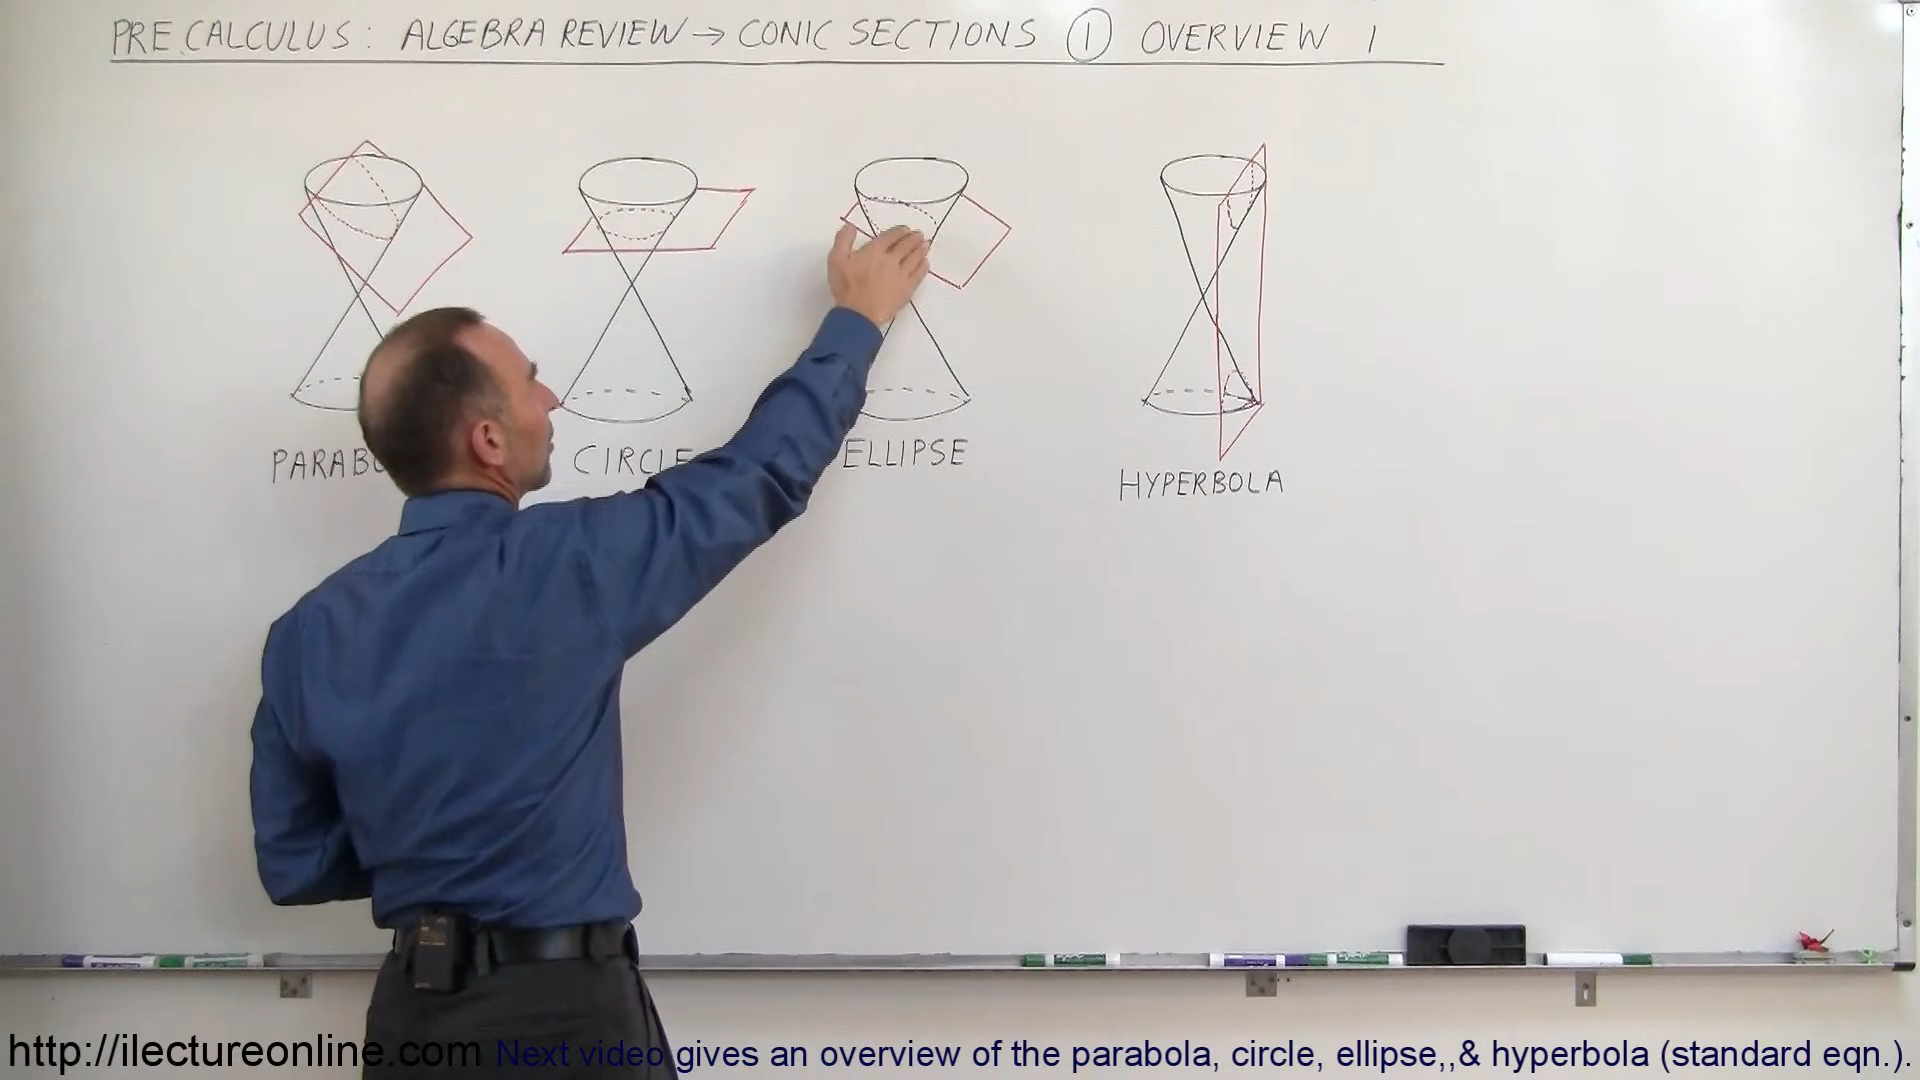 PRE CALCULUS: ALGEBRA REVIEW → CONIC SECTIONS ① OVERVIEW 1
PARABO CIRCLE ELLIPSE
HYPERBOLA
http://ilectureonline.com Next video gives an overview of the parabola, circle, ellipse,,& hyperbola (standard eqn.).